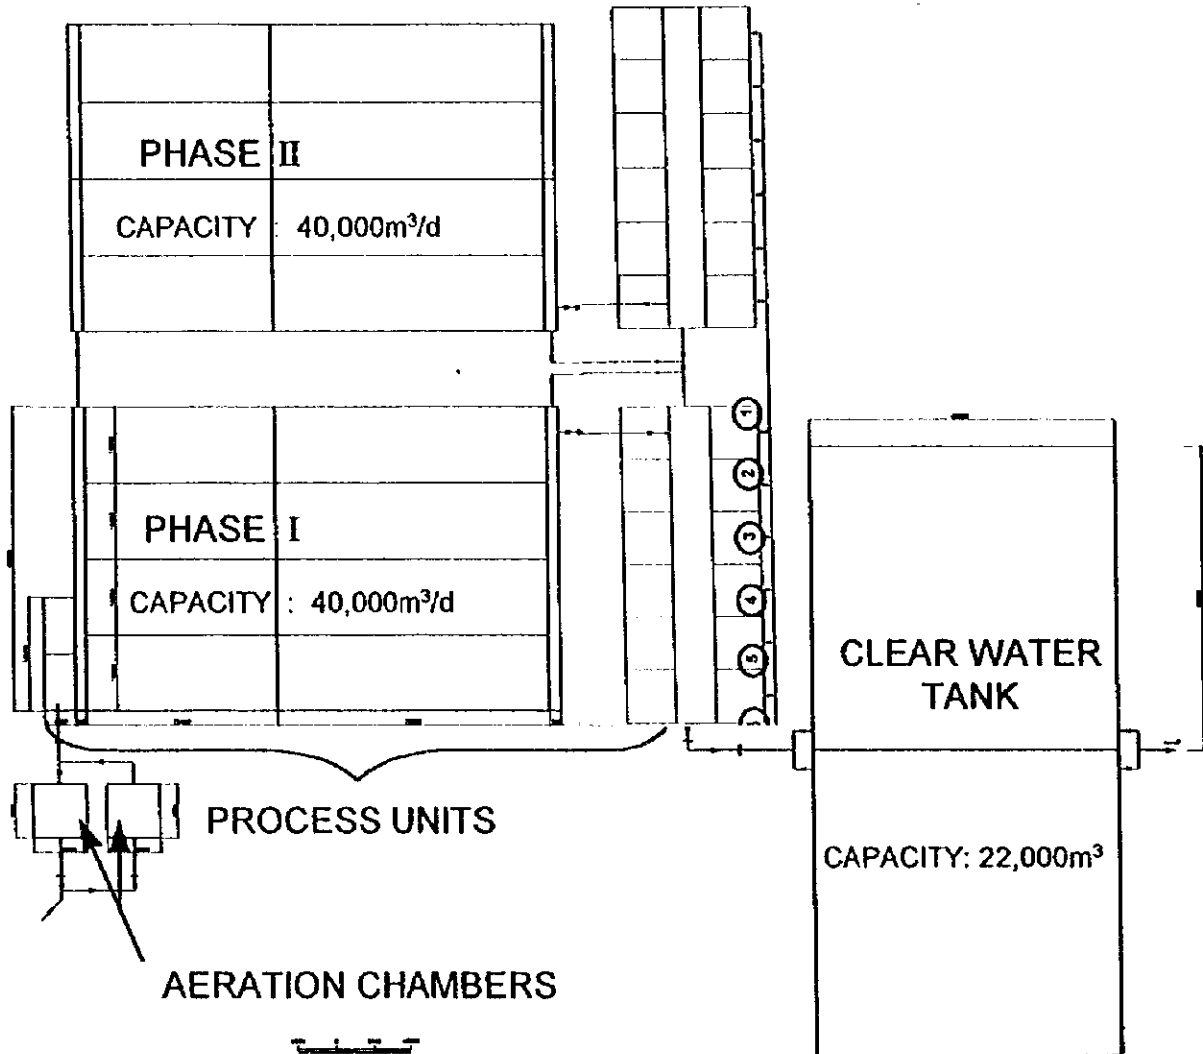 PHASE II
CAPACITY : 40,000m³/d
PHASE I
CAPACITY : 40,000m³/d
1
2
3
4
5
CLEAR WATER
TANK
CAPACITY: 22,000m³
PROCESS UNITS
AERATION CHAMBERS